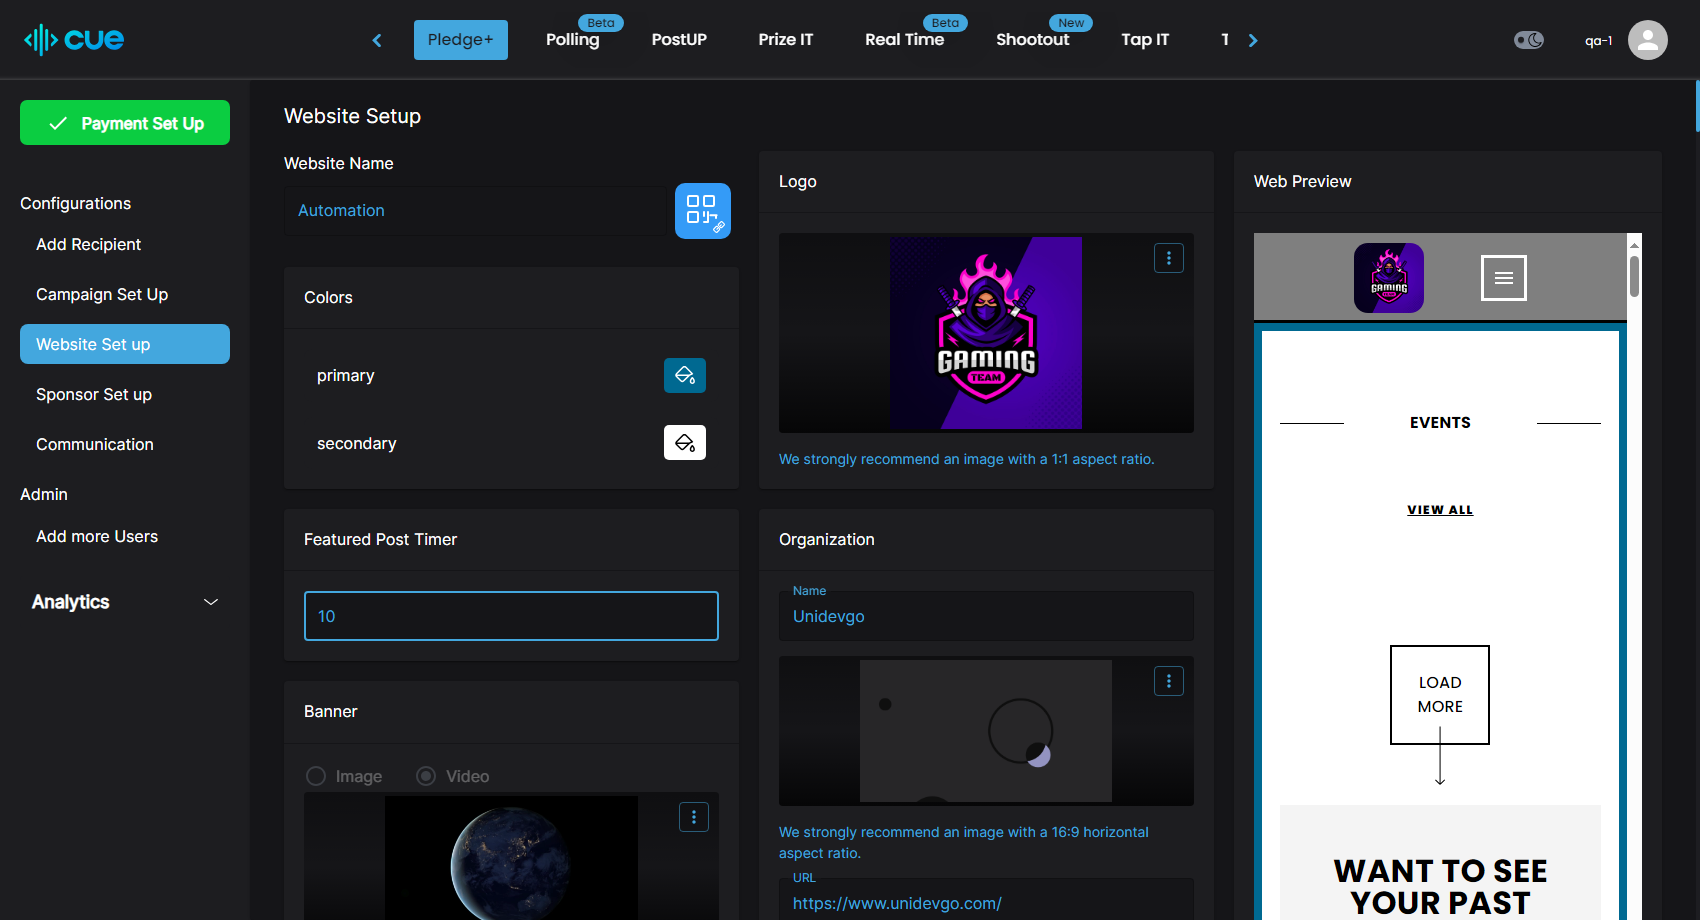 cue
Pledge+
Polling
Beta
PostUP
Prize IT
Real Time
Beta
Shootout
New
Tap IT
T
qa-1
Payment Set Up
Configurations
Add Recipient
Campaign Set Up
Website Set up
Sponsor Set up
Communication
Admin
Add more Users
Analytics
Website Setup
Website Name
Automation
Colors
primary
secondary
Featured Post Timer
10
Banner
Image
Video
Logo
GAMING
TEAM
We strongly recommend an image with a 1:1 aspect ratio.
Organization
Name
Unidevgo
We strongly recommend an image with a 16:9 horizontal
aspect ratio.
URL
https://www.unidevgo.com/
Web Preview
GAMING
TEAM
EVENTS
VIEW ALL
LOAD
MORE
WANT TO SEE
YOUR PAST